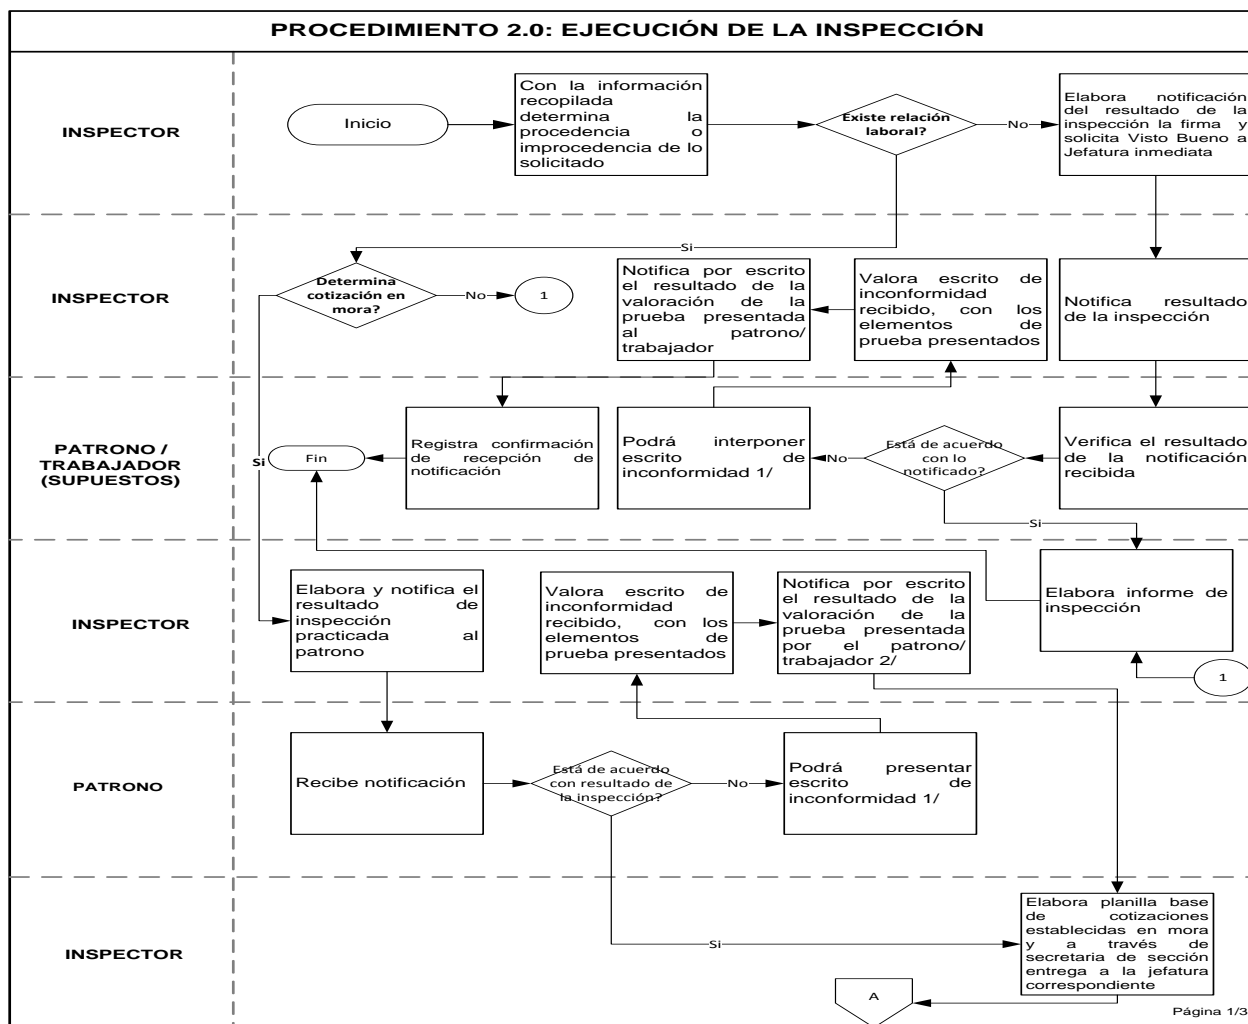 PROCEDIMIENTO 2.0: EJECUCIÓN DE LA INSPECCIÓN
INSPECTOR
Inicio
Con la información
recopilada
determina la
procedencia o
improcedencia de lo
solicitado
Existe relación
laboral?
No
Elabora notificación
del resultado de la
inspección la firma y
solicita Visto Bueno a
Jefatura inmediata
Si
INSPECTOR
Determina
cotización en
mora?
No
1
Notifica por escrito
el resultado de la
valoración de la
prueba presentada
al patrono/
trabajador
Valora escrito de
inconformidad
recibido, con los
elementos de
prueba presentados
Notifica resultado
de la inspección
PATRONO /
TRABAJADOR
(SUPUESTOS)
Si
Fin
Registra confirmación
de recepción de
notificación
Podrá interponer
escrito de
inconformidad 1/
No
Está de acuerdo
con lo
notificado?
Verifica el resultado
de la notificación
recibida
Si
INSPECTOR
Elabora y notifica el
resultado de
inspección
practicada al
patrono
Valora escrito de
inconformidad
recibido, con los
elementos de
prueba presentados
Notifica por escrito
el resultado de la
valoración de la
prueba presentada
por el patrono/
trabajador 2/
Elabora informe de
inspección
1
PATRONO
Recibe notificación
Está de acuerdo
con resultado de
la inspección?
No
Podrá presentar
escrito de
inconformidad 1/
INSPECTOR
Si
Elabora planilla base
de cotizaciones
establecidas en mora
y a través de
secretaria de sección
entrega a la jefatura
correspondiente
A
Página 1/3